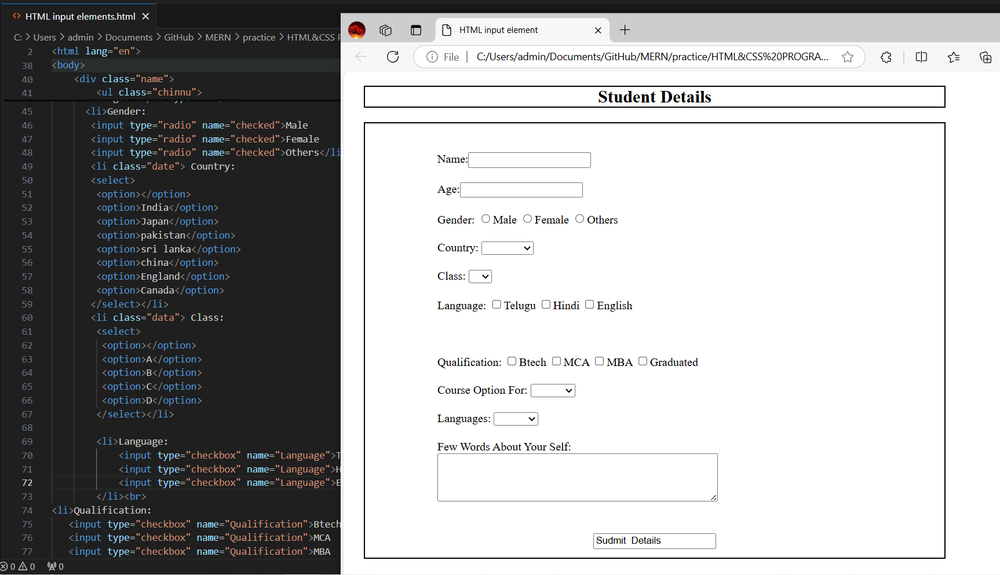 HTML input elements.html
C: > Users > admin > Documents > GitHub > MERN > practice > HTML&CSS
2 <html lang="en">
38 <body>
40 <div class="name">
41 <ul class="chinnu">
45 <li>Gender:
46 <input type="radio" name="checked">Male
47 <input type="radio" name="checked">Female
48 <input type="radio" name="checked">Others</li
49 <li class="date"> Country:
50 <select>
51 <option></option>
52 <option>India</option>
53 <option>Japan</option>
54 <option>pakistan</option>
55 <option>sri lanka</option>
56 <option>china</option>
57 <option>England</option>
58 <option>Canada</option>
59 </select></li>
60 <li class="data"> Class:
61 <select>
62 <option></option>
63 <option>A</option>
64 <option>B</option>
65 <option>C</option>
66 <option>D</option>
67 </select></li>
68
69 <li>Language:
70 <input type="checkbox" name="Language">T
71 <input type="checkbox" name="Language">H
72 <input type="checkbox" name="Language">E
73 </li><br>
74 <li>Qualification:
75 <input type="checkbox" name="Qualification">Btech
76 <input type="checkbox" name="Qualification">MCA
77 <input type="checkbox" name="Qualification">MBA
0 0 0
HTML input element
File C:/Users/admin/Documents/GitHub/MERN/practice/HTML&CSS%20PROGRA...
Student Details
Name:
Age:
Gender: Male Female Others
Country:
Class:
Language: Telugu Hindi English
Qualification: Btech MCA MBA Graduated
Course Option For:
Languages:
Few Words About Your Self:
Sudmit Details